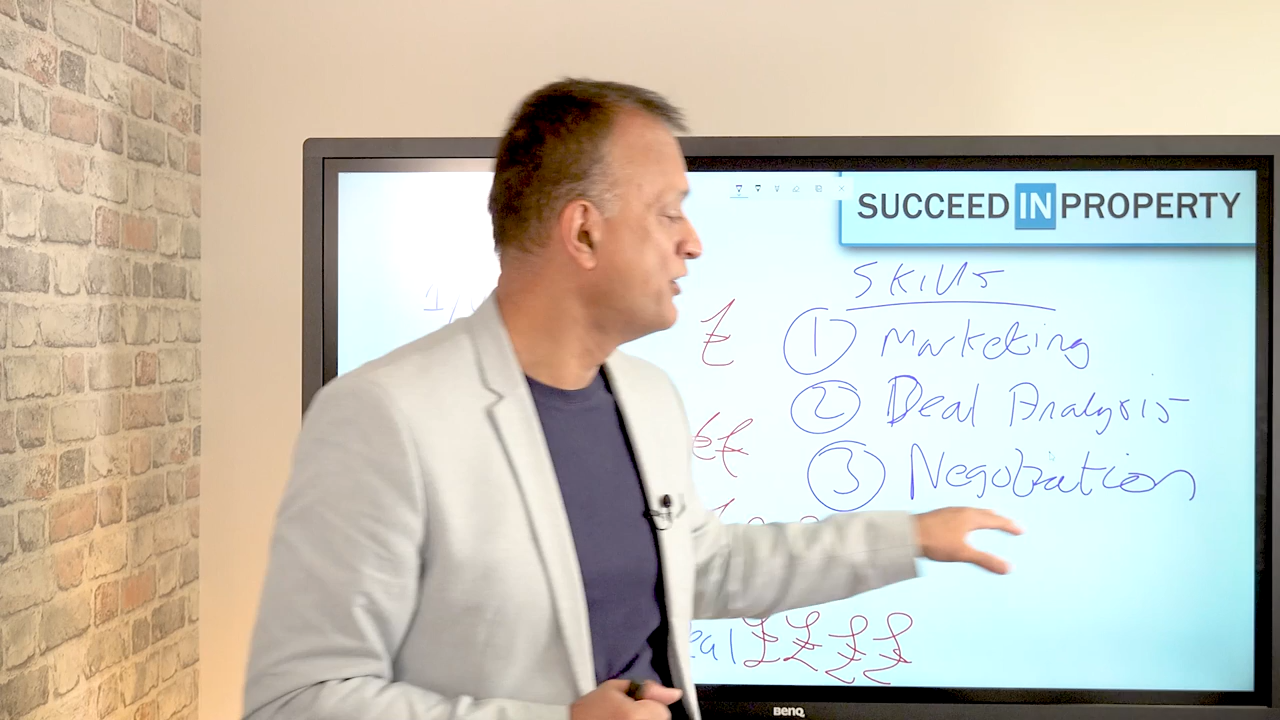 SUCCEED IN PROPERTY
Skills
£
1 Marketing
2 Deal Analysis
££
3 Negotiation
££££
BenQ